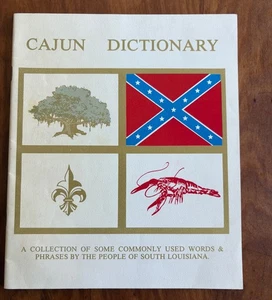 CAJUN DICTIONARY
A COLLECTION OF SOME COMMONLY USED WORDS &
PHRASES BY THE PEOPLE OF SOUTH LOUISIANA.